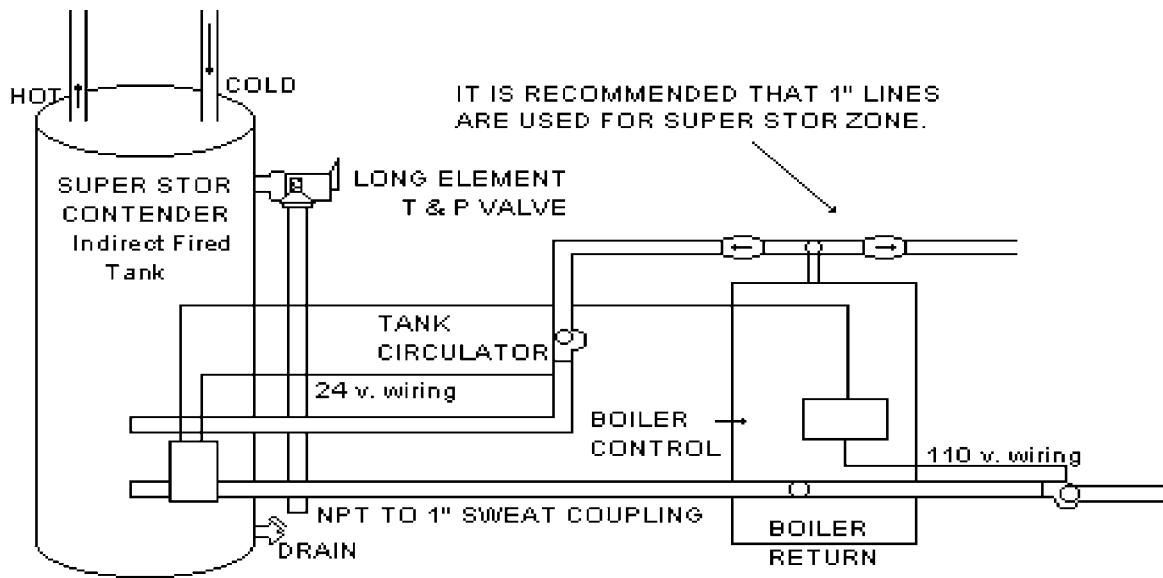 HOT
COLD
IT IS RECOMMENDED THAT 1" LINES
ARE USED FOR SUPER STOR ZONE.
SUPER STOR
CONTENDER
Indirect Fired
Tank
LONG ELEMENT
T & P VALVE
TANK
CIRCULATOR
24 v. wiring
BOILER
CONTROL
110 v. wiring
NPT TO 1" SWEAT COUPLING
DRAIN
BOILER
RETURN